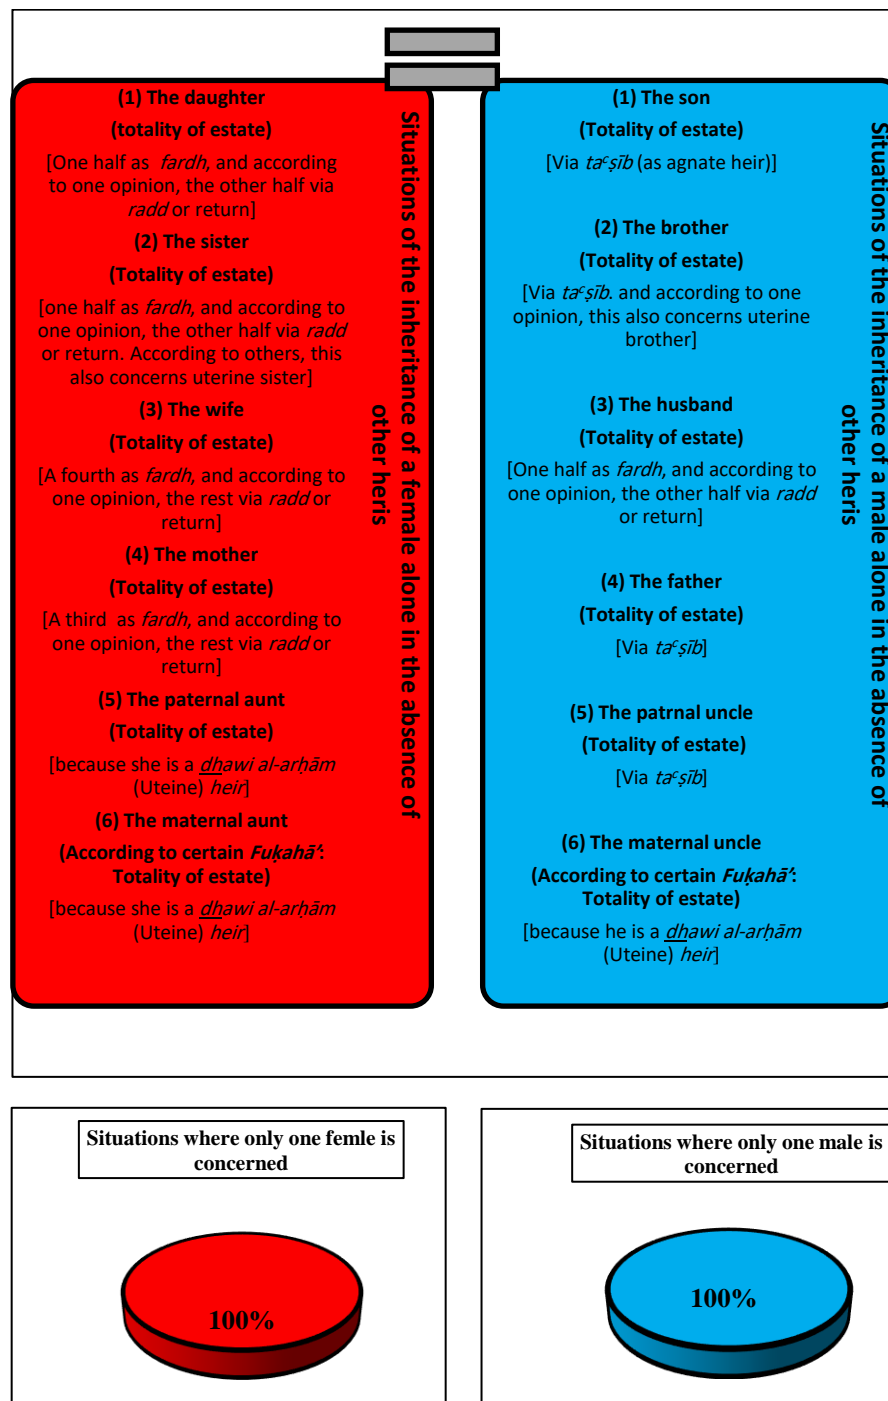 (1) The daughter
(totality of estate)
[One half as fardh, and according
to one opinion, the other half via
radd or return]
(2) The sister
(Totality of estate)
[one half as fardh, and according to
one opinion, the other half via radd
or return. According to others, this
also concerns uterine sister]
(3) The wife
(Totality of estate)
[A fourth as fardh, and according to
one opinion, the rest via radd or
return]
(4) The mother
(Totality of estate)
[A third as fardh, and according to
one opinion, the rest via radd or
return]
(5) The paternal aunt
(Totality of estate)
[because she is a dhawi al-arḥām
(Uteine) heir]
(6) The maternal aunt
(According to certain Fuḳahāʾ:
Totality of estate)
[because she is a dhawi al-arḥām
(Uteine) heir]
Situations of the inheritance of a female alone in the absence of
other heris
(1) The son
(Totality of estate)
[Via taᶜṣīb (as agnate heir)]
(2) The brother
(Totality of estate)
[Via taᶜṣīb. and according to one
opinion, this also concerns uterine
brother]
(3) The husband
(Totality of estate)
[One half as fardh, and according to
one opinion, the other half via radd
or return]
(4) The father
(Totality of estate)
[Via taᶜṣīb]
(5) The patrnal uncle
(Totality of estate)
[Via taᶜṣīb]
(6) The maternal uncle
(According to certain Fuḳahāʾ:
Totality of estate)
[because he is a dhawi al-arḥām
(Uteine) heir]
Situations of the inheritance of a male alone in the absence of
other heris
Situations where only one femle is
concerned
100%
Situations where only one male is
concerned
100%